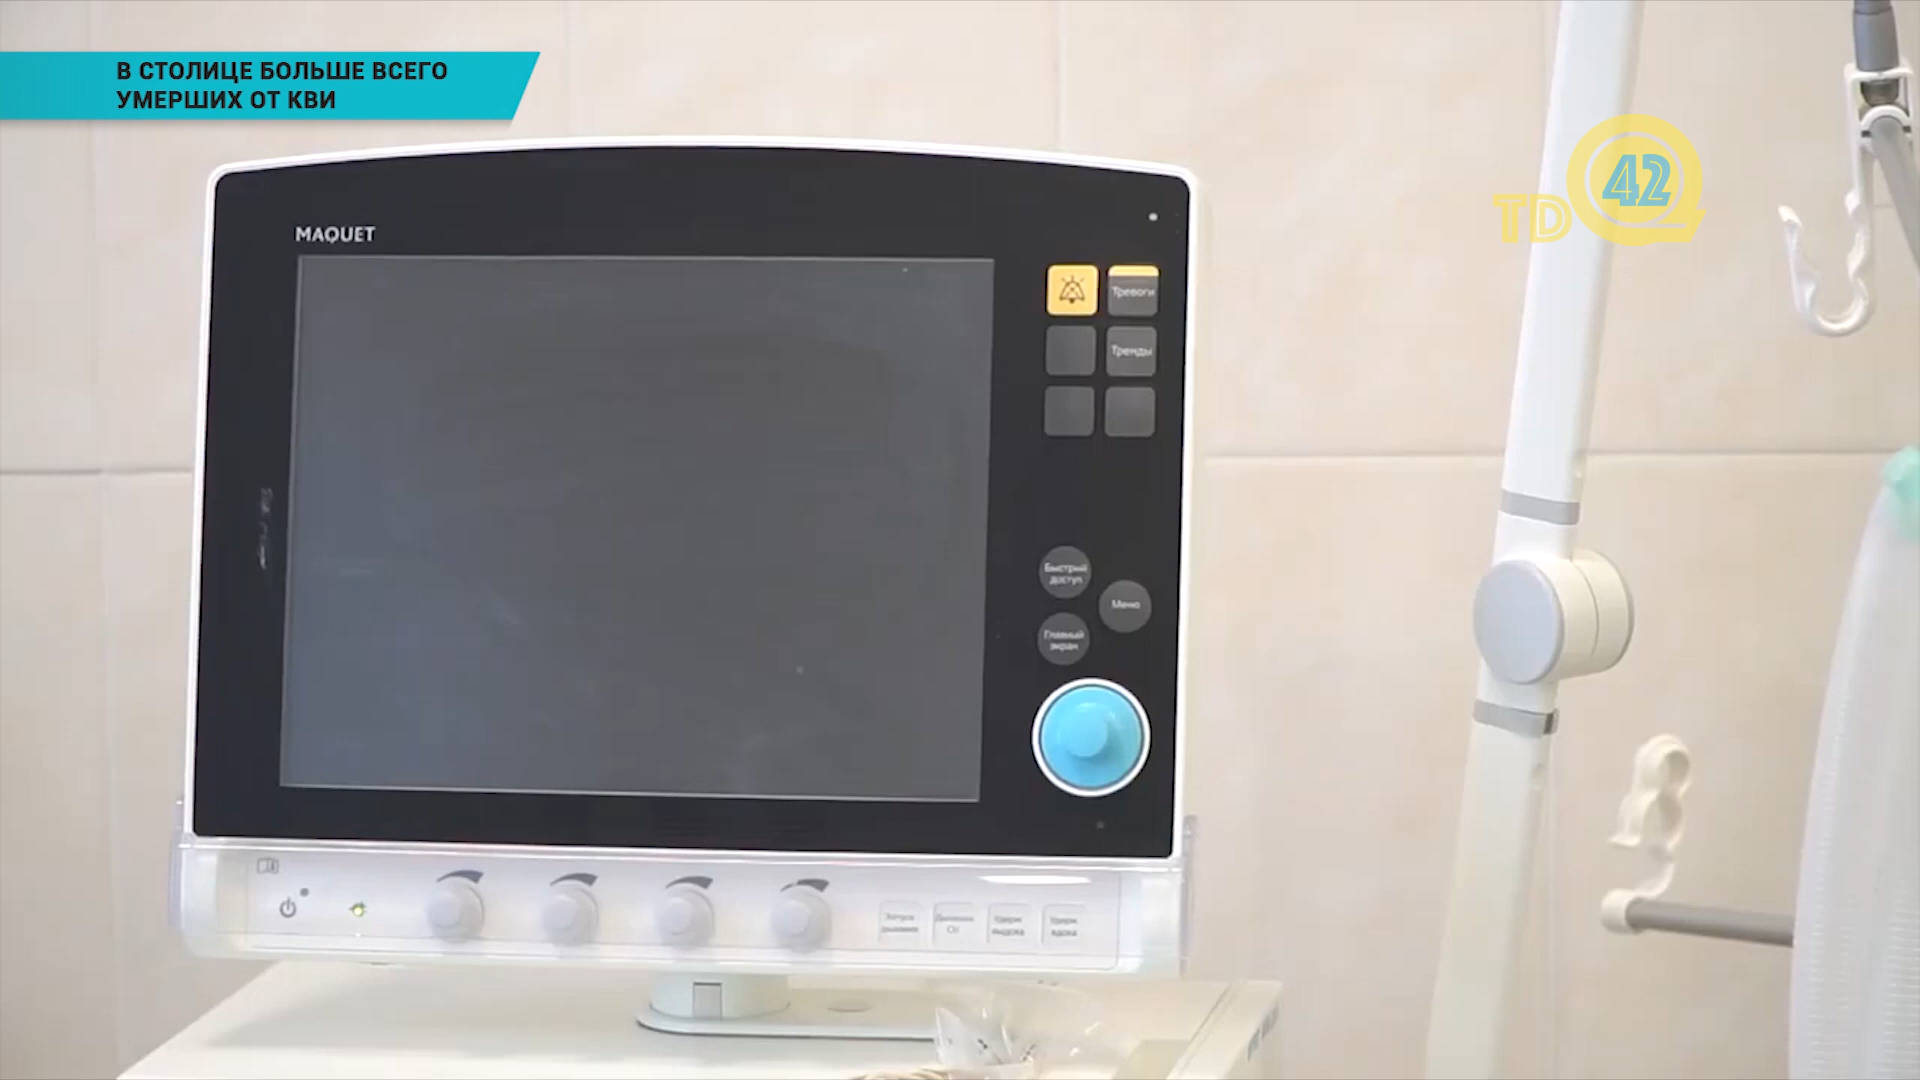 В СТОЛИЦЕ БОЛЬШЕ ВСЕГО
УМЕРШИХ ОТ КВИ
TD 42
MAQUET
Тревоги
Тренды
Быстрый
доступ
Меню
Главный
экран